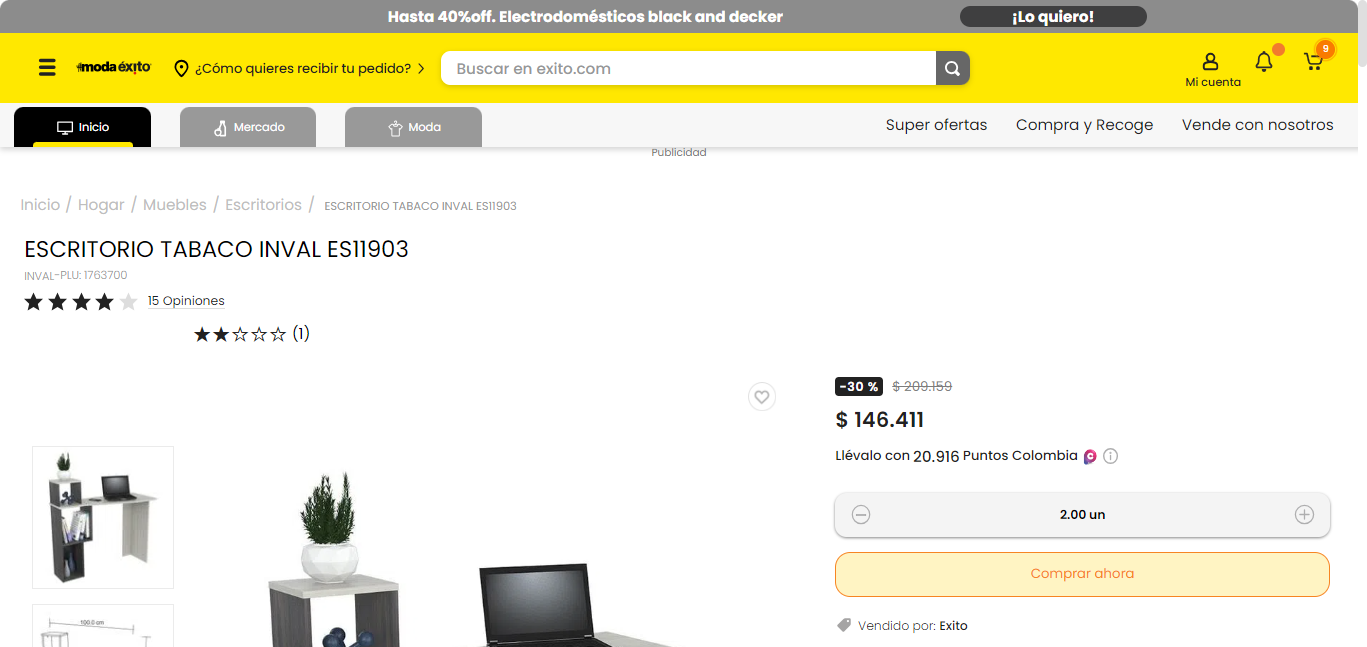 Hasta 40%off. Electrodomésticos black and decker
¡Lo quiero!
#moda éxito
¿Cómo quieres recibir tu pedido?
Buscar en exito.com
Mi cuenta
9
Inicio
Mercado
Moda
Super ofertas
Compra y Recoge
Vende con nosotros
Publicidad
Inicio / Hogar / Muebles / Escritorios / ESCRITORIO TABACO INVAL ES11903
ESCRITORIO TABACO INVAL ES11903
INVAL-PLU: 1763700
15 Opiniones
(1)
-30 % $ 209.159
$ 146.411
Llévalo con 20.916 Puntos Colombia
2.00 un
Comprar ahora
Vendido por: Exito
100.0 cm